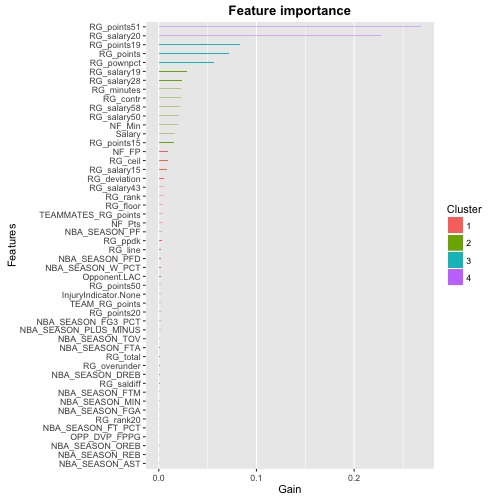 Feature importance
RG_points51
RG_salary20
RG_points19
RG_points
RG_pownpct
RG_salary19
RG_salary28
RG_minutes
RG_contr
RG_salary58
RG_salary50
NF_Min
Salary
RG_points15
NF_FP
RG_ceil
RG_salary15
RG_deviation
RG_salary43
RG_rank
RG_floor
TEAMMATES_RG_points
NF_Pts
NBA_SEASON_PF
RG_ppdk
RG_line
NBA_SEASON_PFD
NBA_SEASON_W_PCT
Opponent.LAC
RG_points50
InjuryIndicator.None
TEAM_RG_points
RG_points20
NBA_SEASON_FG3_PCT
NBA_SEASON_PLUS_MINUS
NBA_SEASON_TOV
NBA_SEASON_FTA
RG_total
RG_overunder
NBA_SEASON_DREB
RG_saldiff
NBA_SEASON_FTM
NBA_SEASON_MIN
NBA_SEASON_FGA
RG_rank20
NBA_SEASON_FT_PCT
OPP_DVP_FPPG
NBA_SEASON_OREB
NBA_SEASON_REB
NBA_SEASON_AST
Features
0.0 0.1 0.2
Gain
Cluster
1
2
3
4